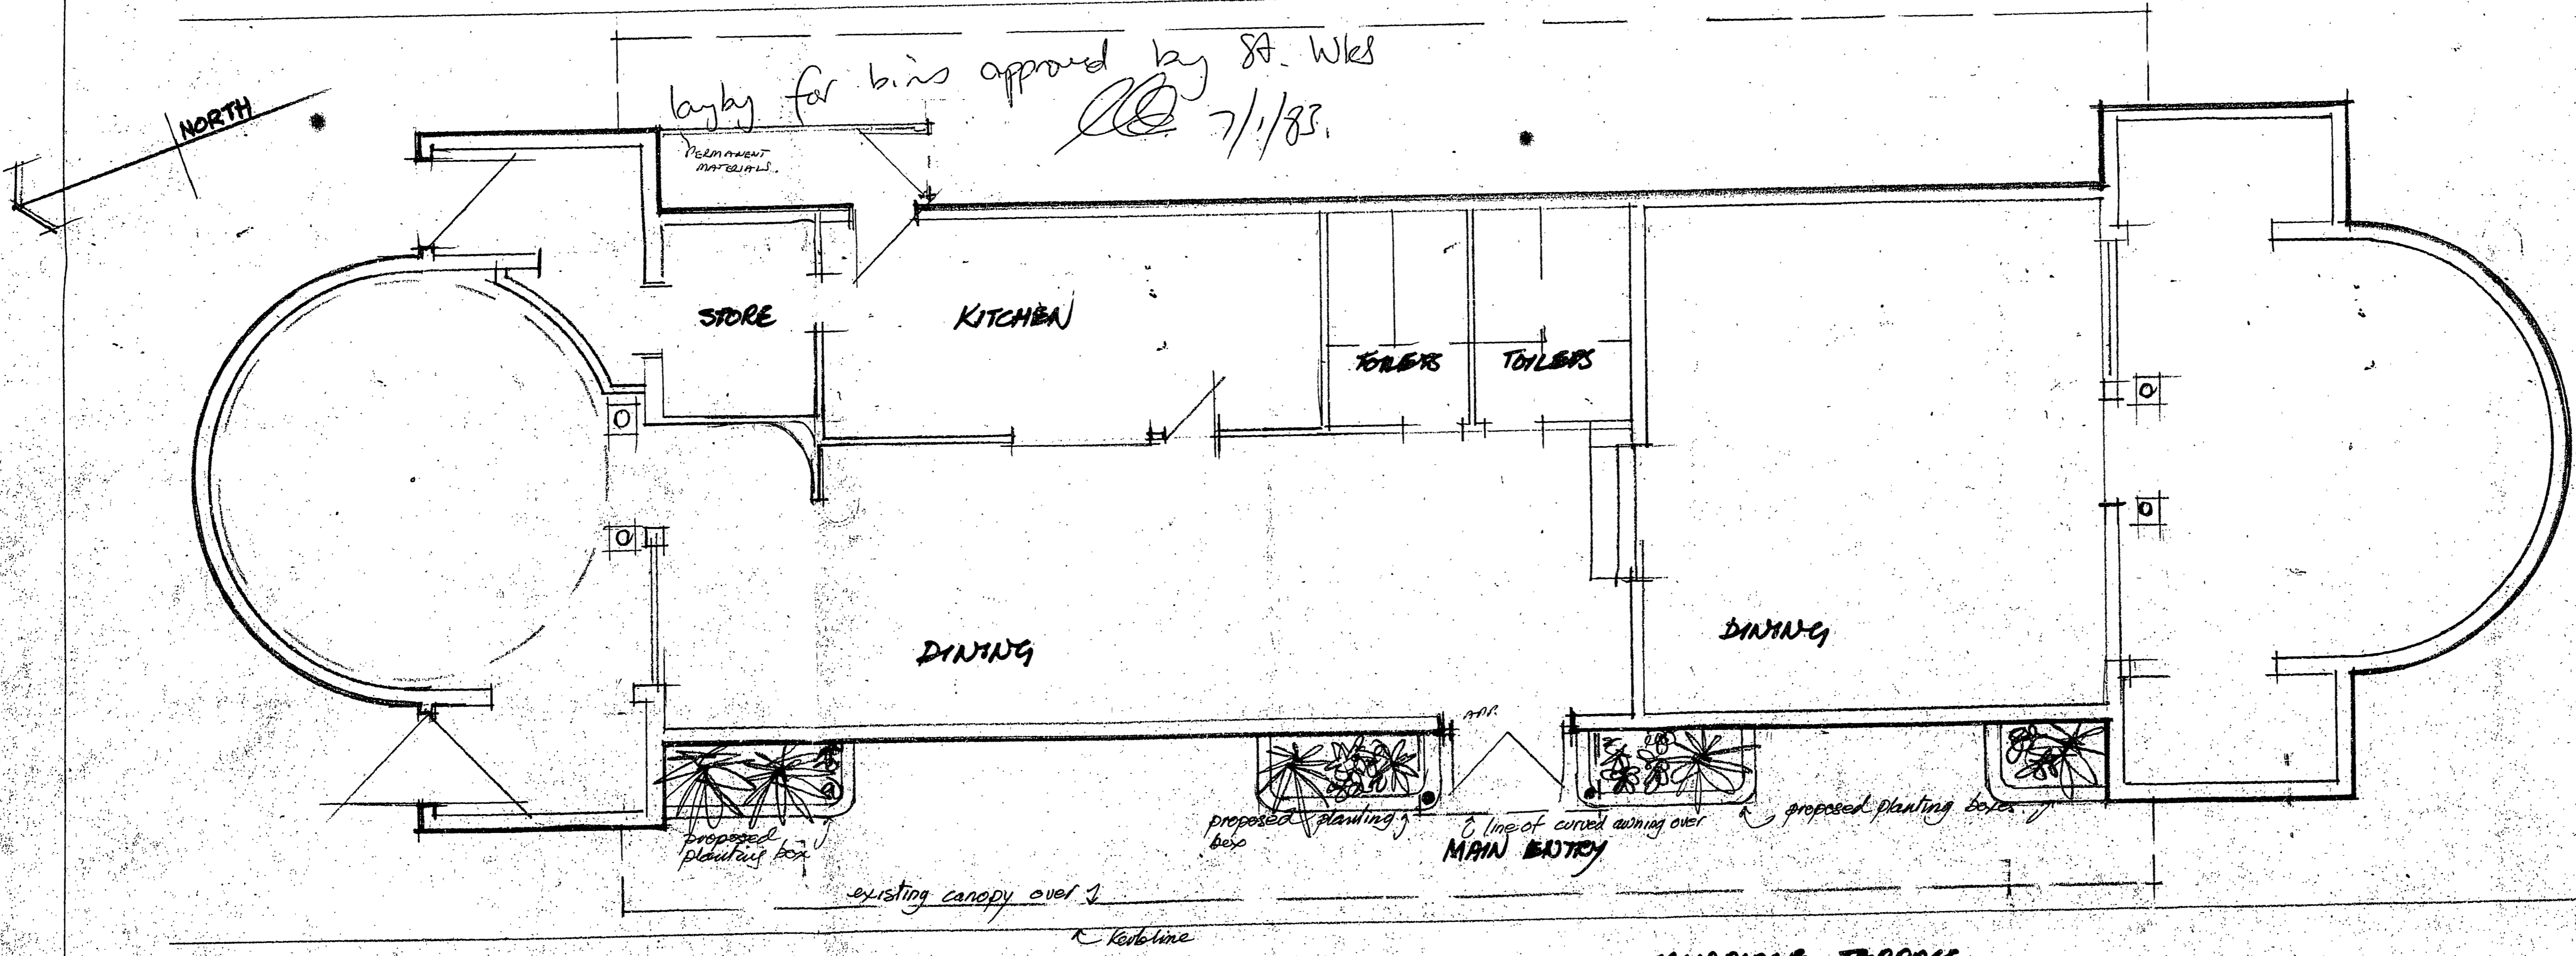 layby for bins approved by St. Wks
7/1/83.
NORTH
PERMANENT
MATERIALS.
STORE
KITCHEN
TOILETS
TOILETS
DINING
DINING
proposed
planting box
proposed planting
box
line of curved awning over
proposed planting boxes
MAIN ENTRY
existing canopy over
Kerbline
TERRACE